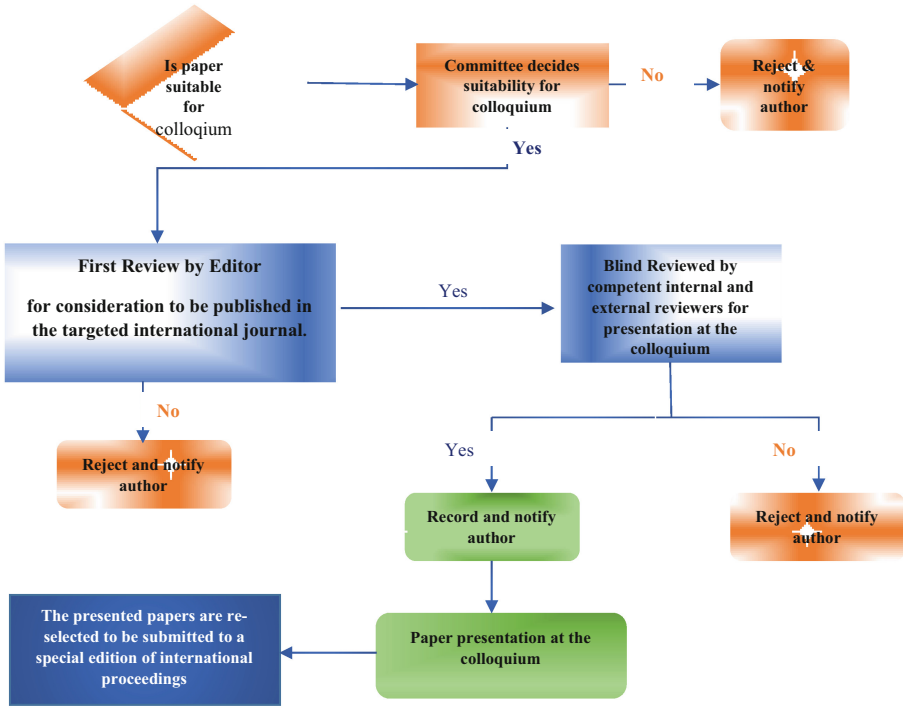 Is paper
suitable
for
colloqium
Committee decides
suitability for
colloquium
No
Reject &
notify
author
Yes
First Review by Editor
for consideration to be published in
the targeted international journal.
Yes
Blind Reviewed by
competent internal and
external reviewers for
presentation at the
colloquium
No
Reject and notify
author
Yes
No
Record and notify
author
Reject and notify
author
The presented papers are re-
selected to be submitted to a
special edition of international
proceedings
Paper presentation at the
colloquium